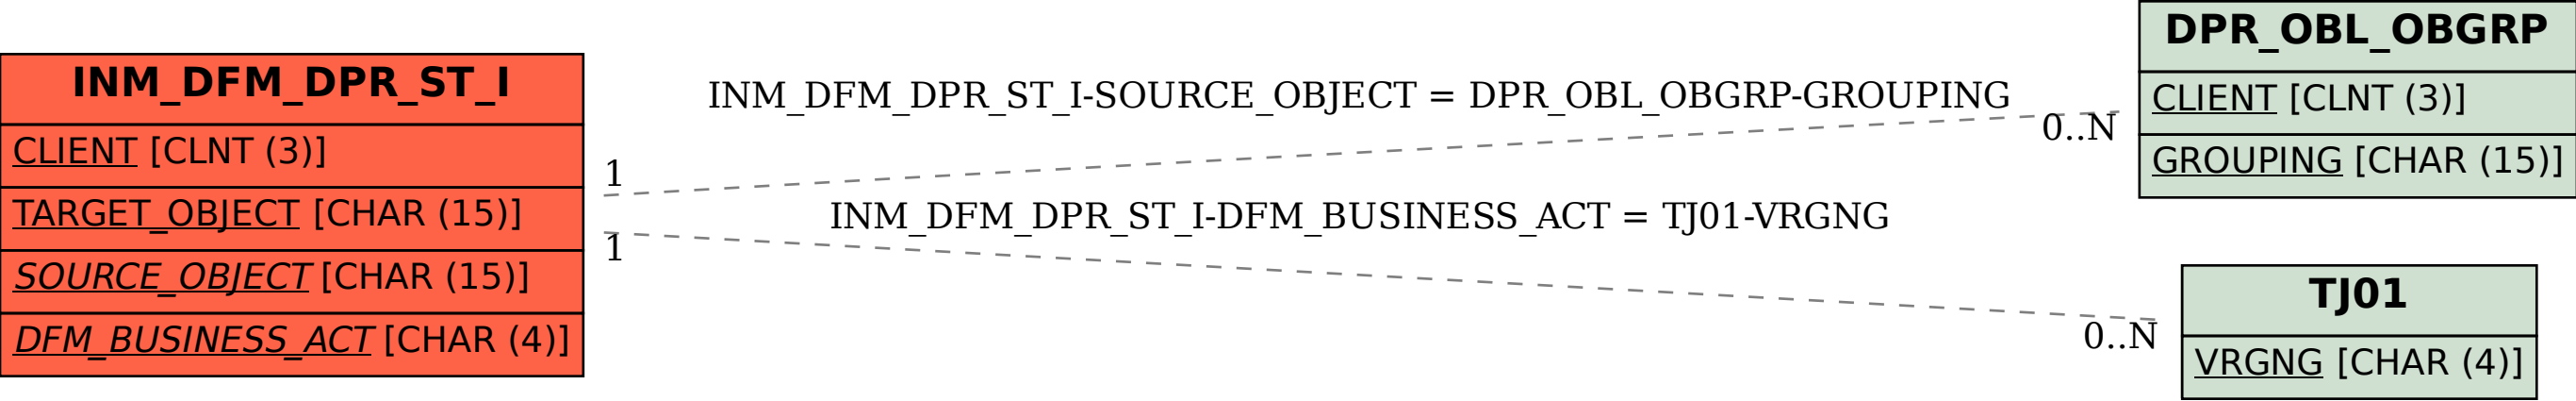 INM_DFM_DPR_ST_I
CLIENT [CLNT (3)]
TARGET_OBJECT [CHAR (15)]
SOURCE_OBJECT [CHAR (15)]
DFM_BUSINESS_ACT [CHAR (4)]
INM_DFM_DPR_ST_I-SOURCE_OBJECT = DPR_OBL_OBGRP-GROUPING
1
0..N
INM_DFM_DPR_ST_I-DFM_BUSINESS_ACT = TJ01-VRGNG
1
0..N
DPR_OBL_OBGRP
CLIENT [CLNT (3)]
GROUPING [CHAR (15)]
TJ01
VRGNG [CHAR (4)]